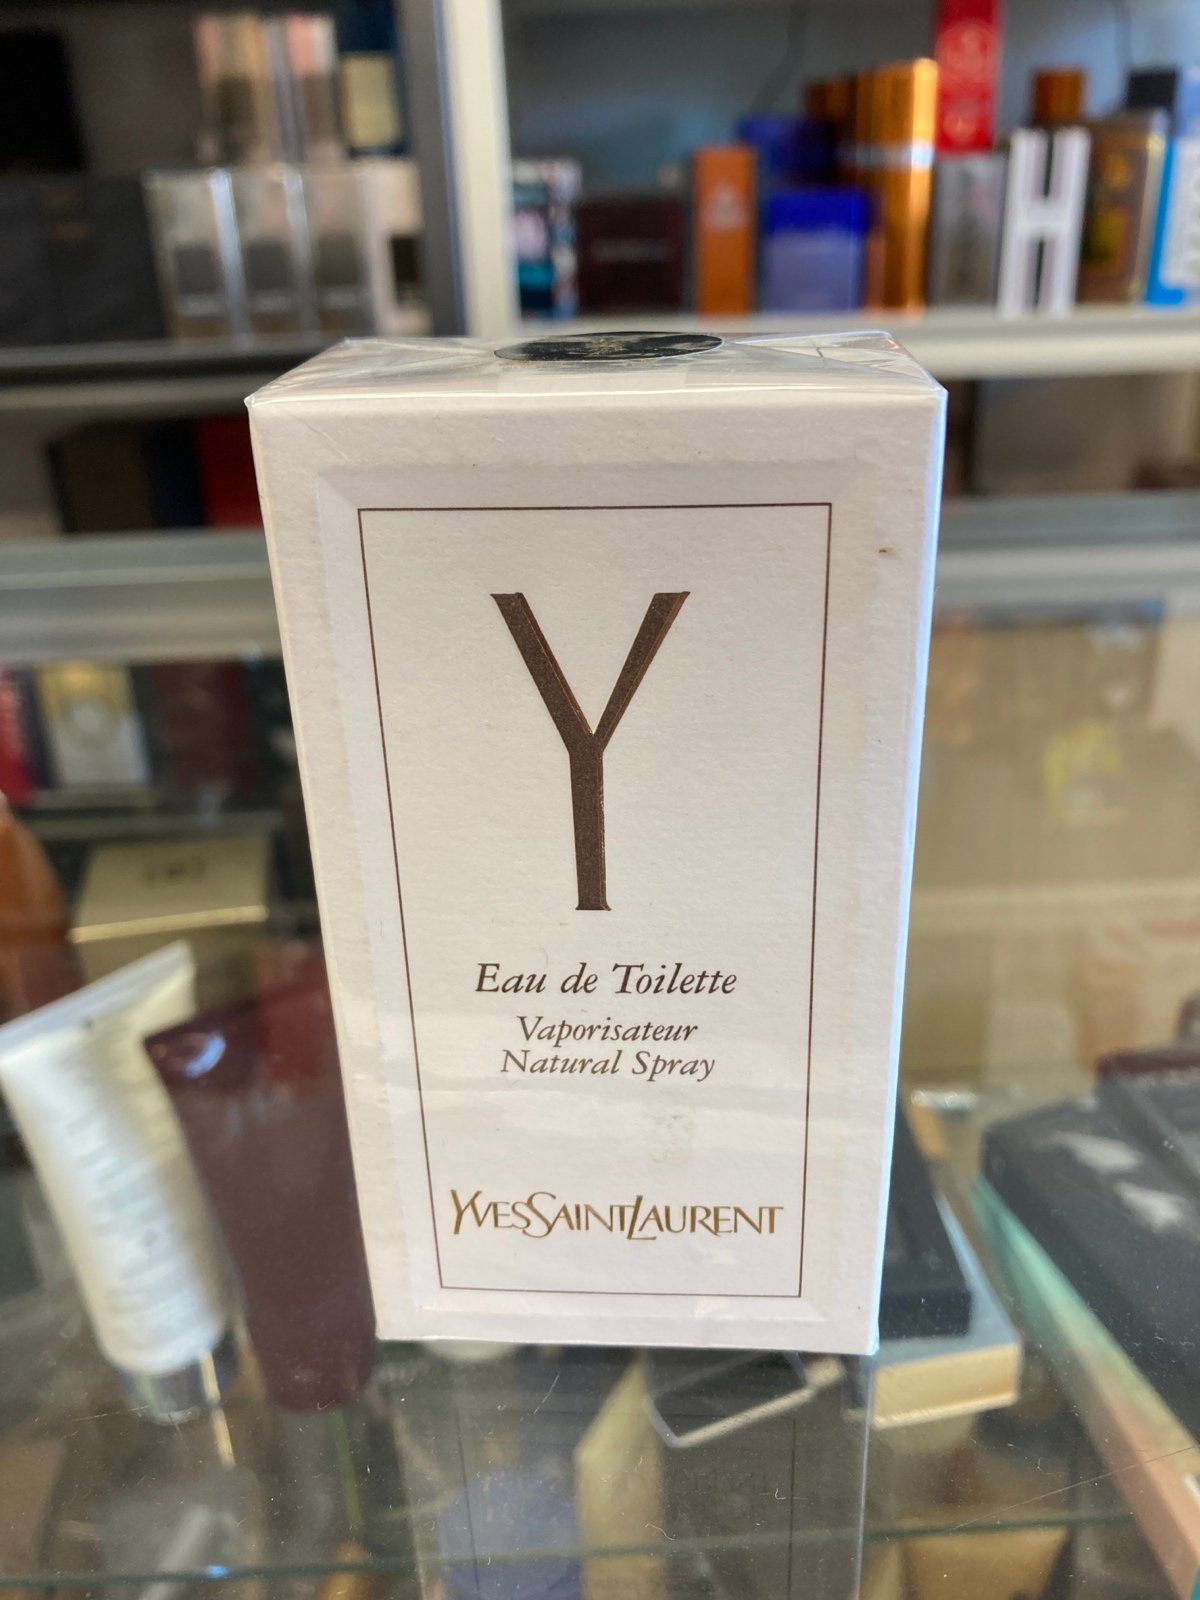 Y
Eau de Toilette
Vaporisateur
Natural Spray
YVESSAINTLAURENT